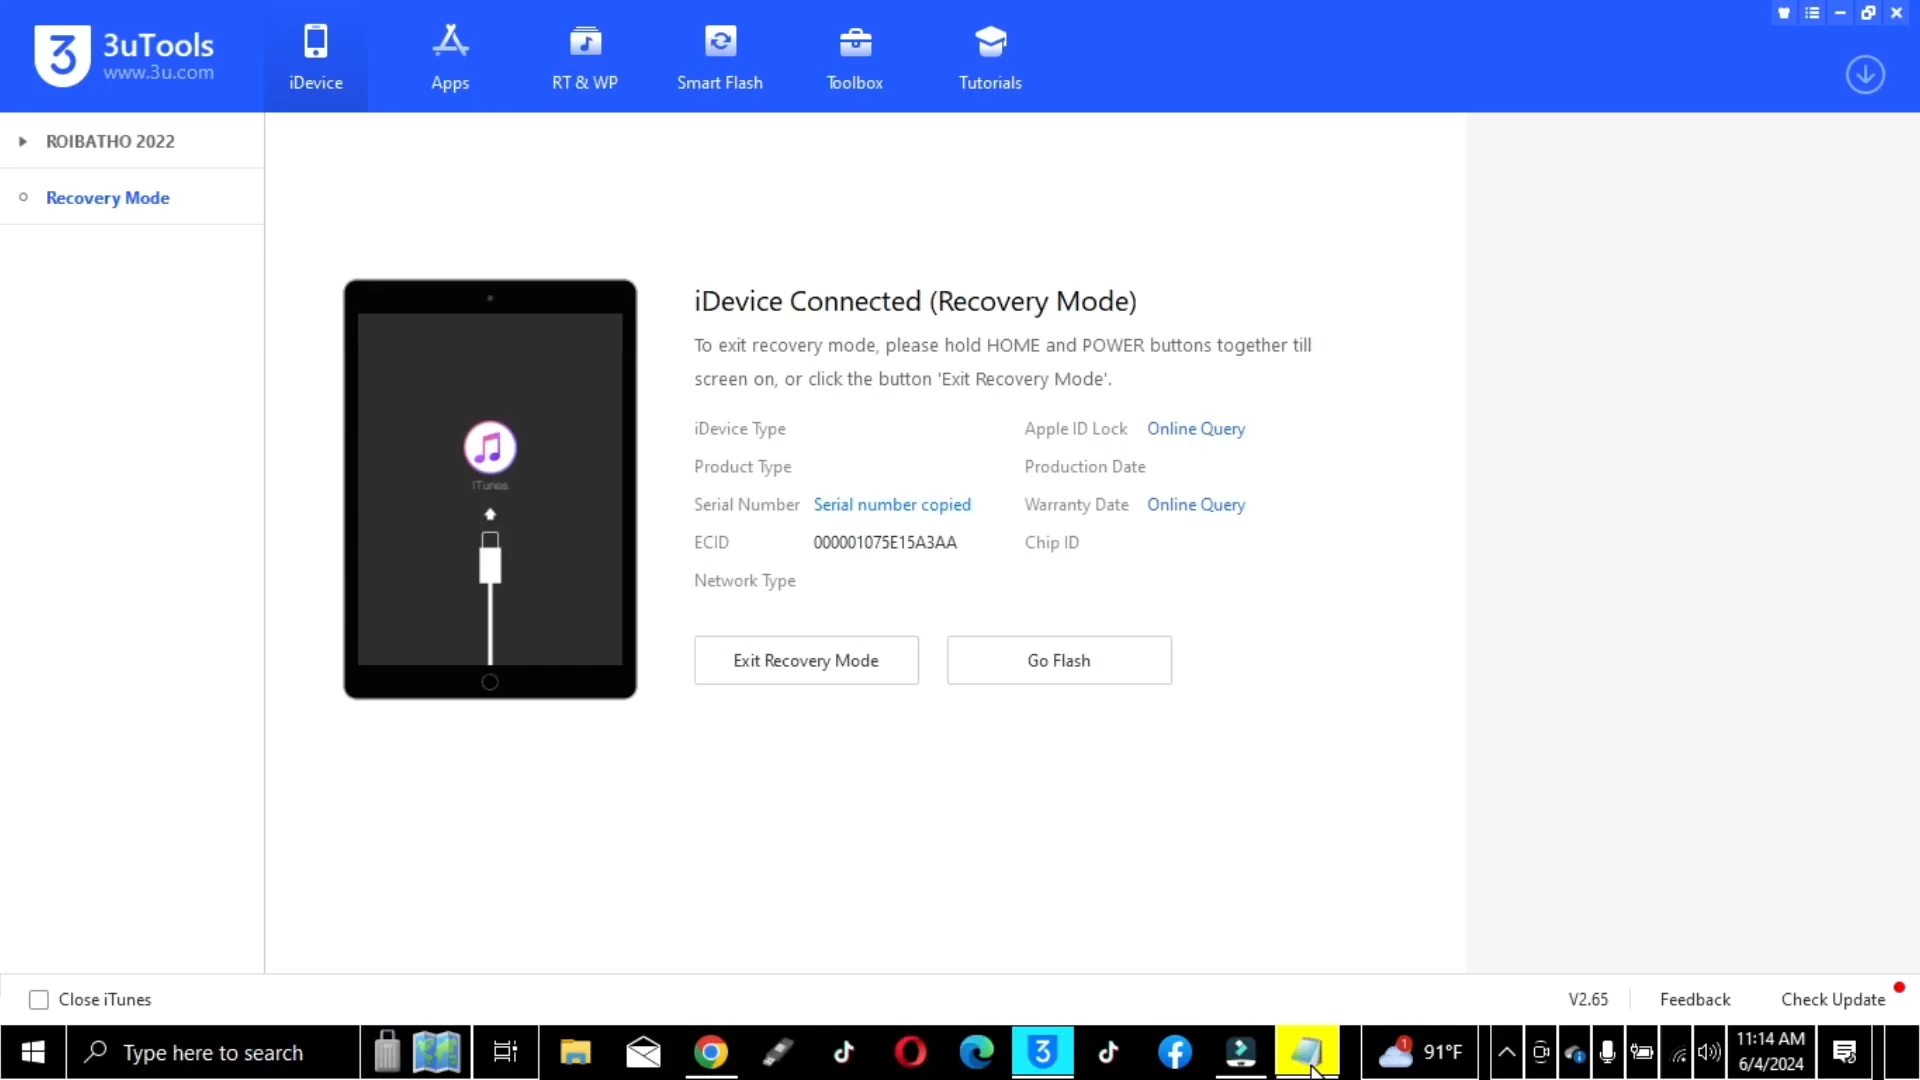 3uTools
www.3u.com
iDevice
Apps
RT & WP
Smart Flash
Toolbox
Tutorials
ROIBATHO 2022
Recovery Mode
iTunes
iDevice Connected (Recovery Mode)
To exit recovery mode, please hold HOME and POWER buttons together till
screen on, or click the button 'Exit Recovery Mode'.
iDevice Type
Apple ID Lock Online Query
Product Type
Production Date
Serial Number Serial number copied
Warranty Date Online Query
ECID 000001075E15A3AA
Chip ID
Network Type
Exit Recovery Mode
Go Flash
Close iTunes
V2.65
Feedback
Check Update
Type here to search
3
1
91°F
11:14 AM
6/4/2024